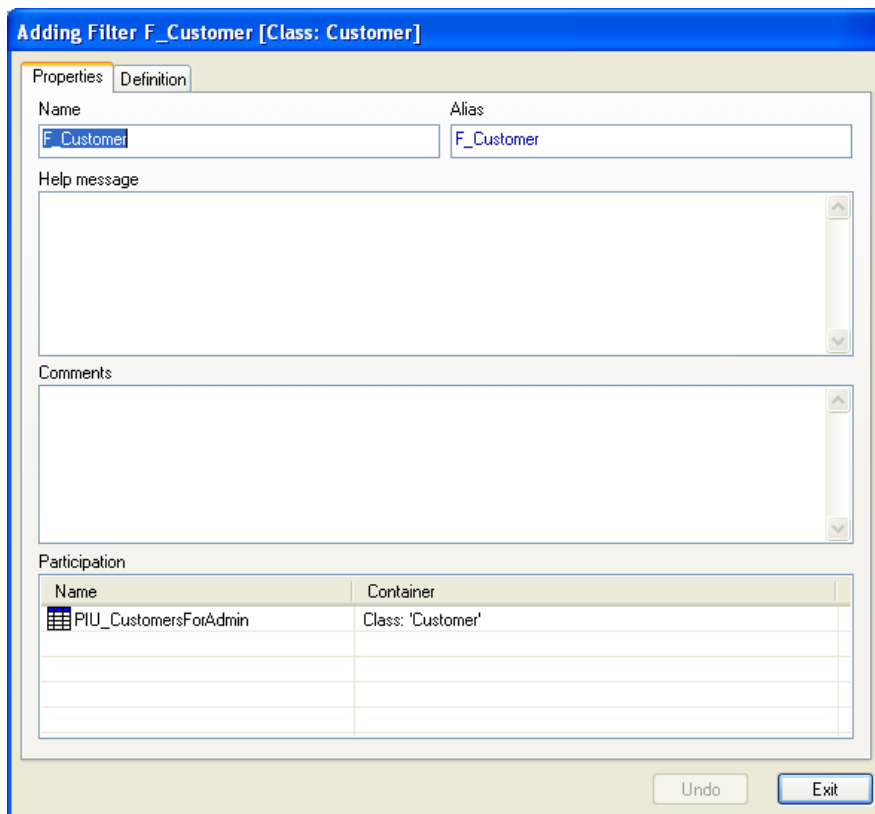 Adding Filter F_Customer [Class: Customer]
Properties Definition
Name Alias
F_Customer F_Customer
Help message
Comments
Participation
Name Container
PIU_CustomersForAdmin Class: 'Customer'
Undo Exit